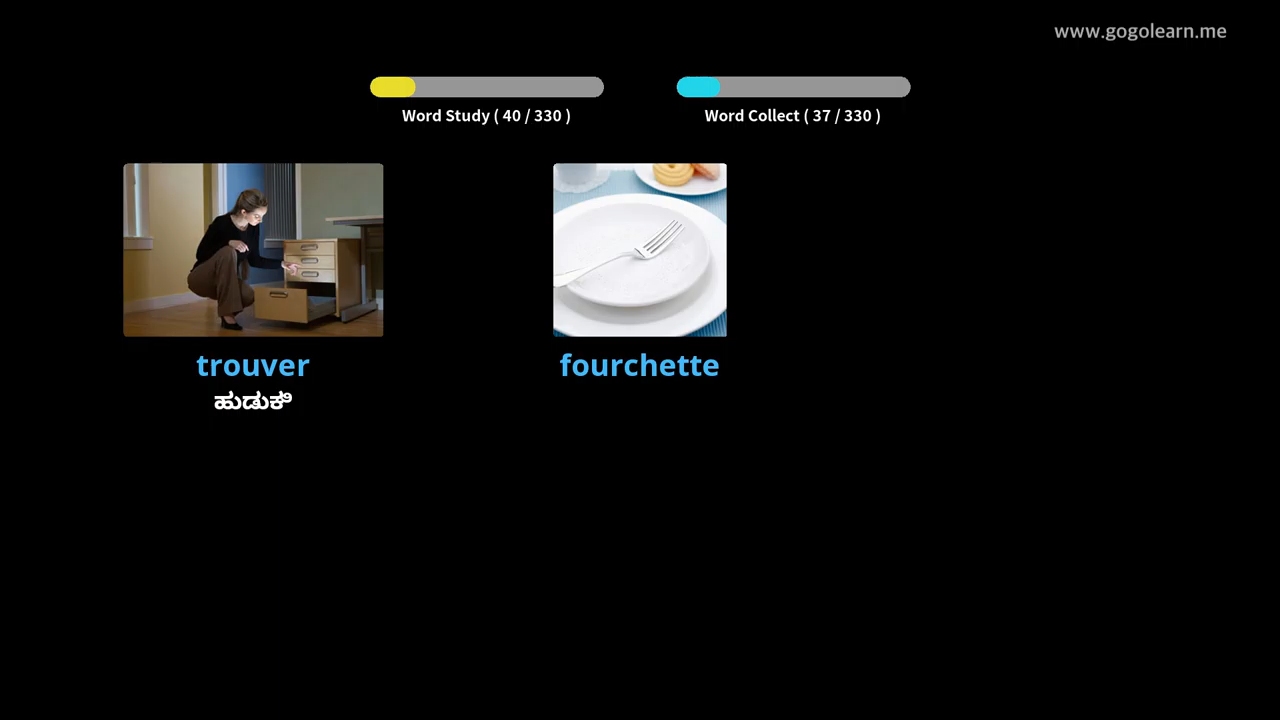 www.gogolearn.me
Word Study ( 40 / 330 )
Word Collect ( 37 / 330 )
trouver
ಹುಡುಕಿ
fourchette